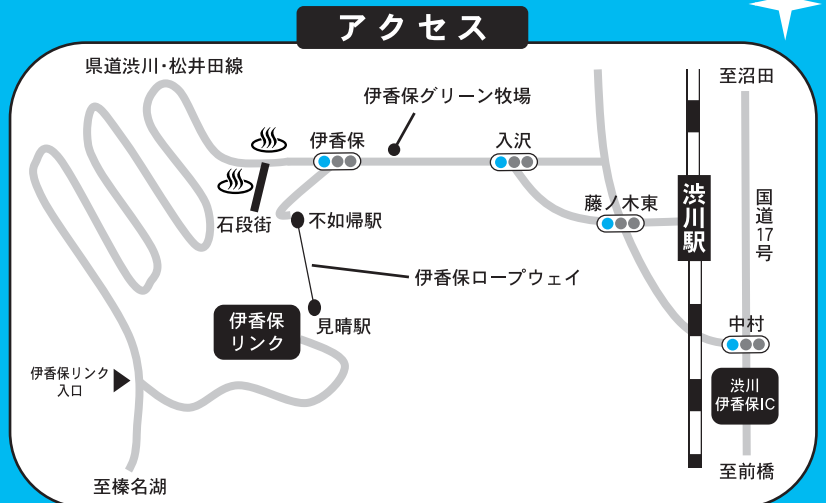 アクセス
県道渋川・松井田線
至沼田
伊香保グリーン牧場
伊香保
入沢
藤ノ木東
渋川駅
国道17号
石段街
不如帰駅
伊香保ロープウェイ
伊香保
リンク
見晴駅
中村
伊香保リンク
入口
渋川
伊香保IC
至榛名湖
至前橋